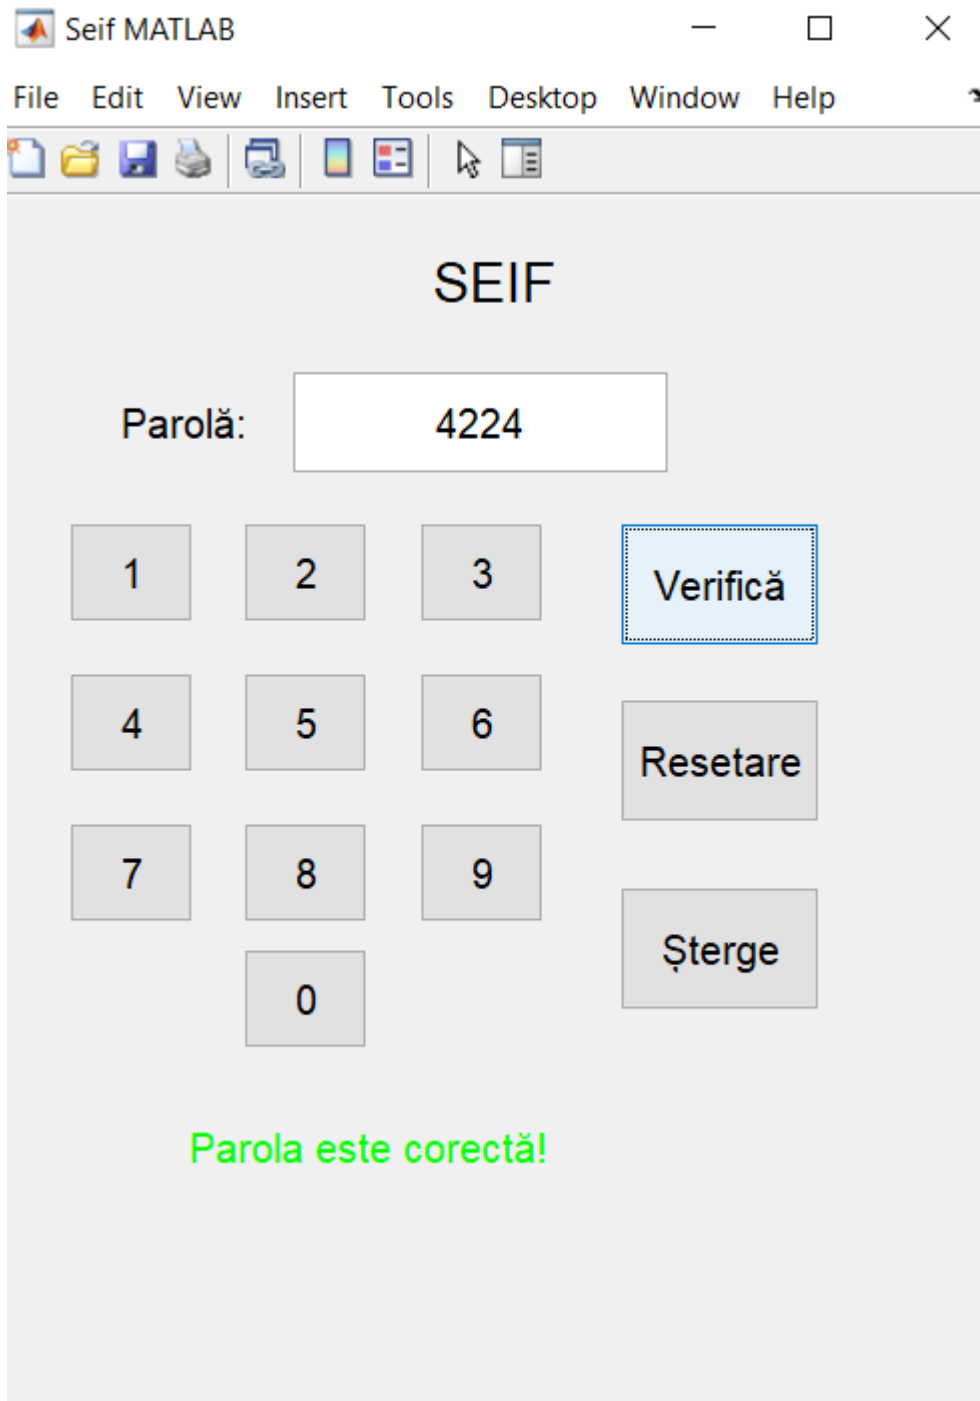 Seif MATLAB
File Edit View Insert Tools Desktop Window Help
SEIF
Parolă: 4224
1 2 3 Verifică
4 5 6 Resetare
7 8 9 Șterge
0
Parola este corectă!